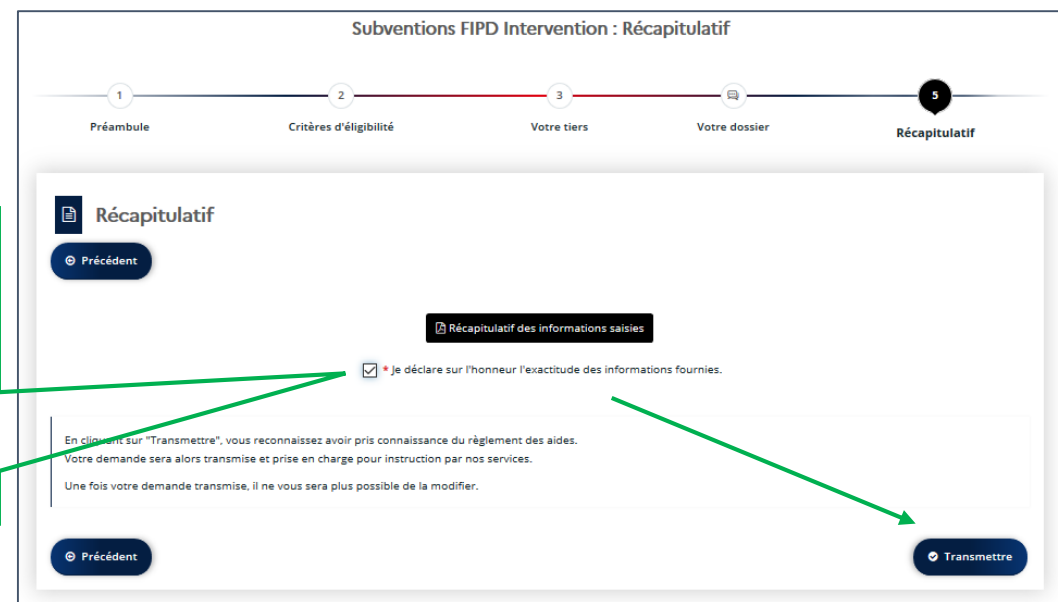 Subventions FIPD Intervention : Récapitulatif
1 2 3 5
Préambule Critères d'éligibilité Votre tiers Votre dossier Récapitulatif
Récapitulatif
Précédent
Récapitulatif des informations saisies
* Je déclare sur l'honneur l'exactitude des informations fournies.
En cliquant sur "Transmettre", vous reconnaissez avoir pris connaissance du règlement des aides.
Votre demande sera alors transmise et prise en charge pour instruction par nos services.
Une fois votre demande transmise, il ne vous sera plus possible de la modifier.
Précédent Transmettre